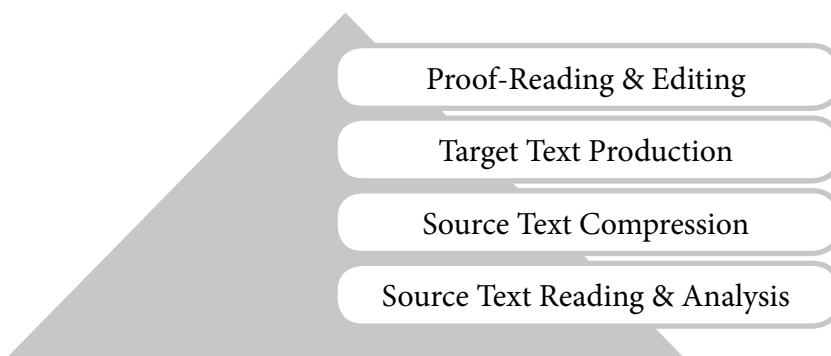 Proof-Reading & Editing
Target Text Production
Source Text Compression
Source Text Reading & Analysis